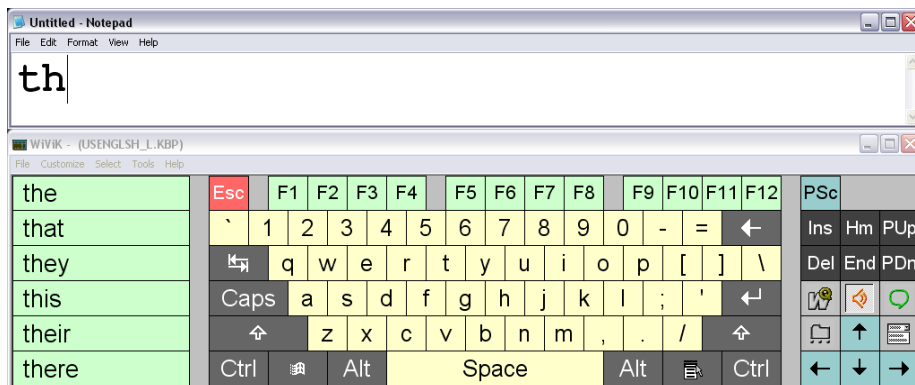 Untitled - Notepad
File Edit Format View Help
th
WiViK - (USENGLSH_L.KBP)
File Customize Select Tools Help
the Esc F1 F2 F3 F4 F5 F6 F7 F8 F9 F10 F11 F12 PSc
that ` 1 2 3 4 5 6 7 8 9 0 - = Ins Hm PUp
they q w e r t y u i o p [ ] \ Del End PDn
this Caps a s d f g h j k l ; '
their z x c v b n m , . /
there Ctrl Alt Space Alt Ctrl